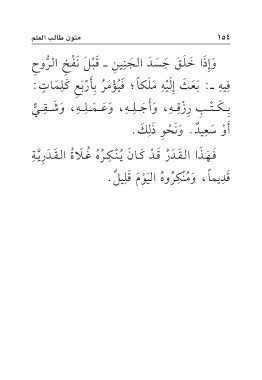 ١٥٤ متون طالب العلم
وَإِذَا خَلَقَ جَسَدَ الجَنِينِ ـ قَبْلَ نَفْخِ الرُّوحِ
فِيهِ ـ: بَعَثَ إِلَيْهِ مَلَكاً؛ فَيُؤْمَرُ بِأَرْبَعِ كَلِمَاتٍ:
بِكَتْبِ رِزْقِهِ، وَأَجَلِهِ، وَعَمَلِهِ، وَشَقِيٌّ
أَوْ سَعِيدٌ. وَنَحْوِ ذَلِكَ.
فَهَذَا القَدَرُ قَدْ كَانَ يُنْكِرُهُ غُلَاةُ القَدَرِيَّةِ
قَدِيماً، وَمُنْكِرُوهُ اليَوْمَ قَلِيلٌ.